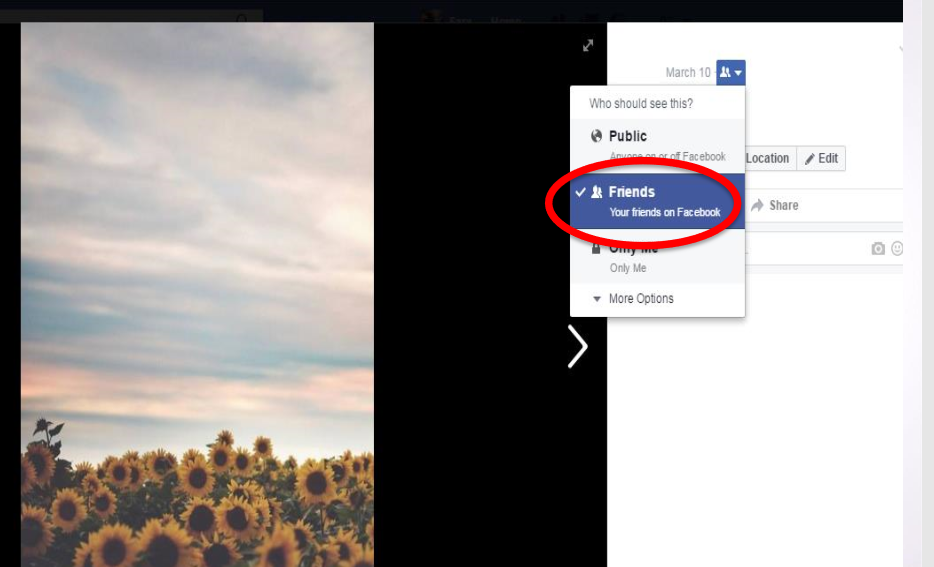 March 10
Who should see this?
Public
Anyone on or off Facebook
Location
Edit
Friends
Your friends on Facebook
Share
Only Me
Only Me
More Options